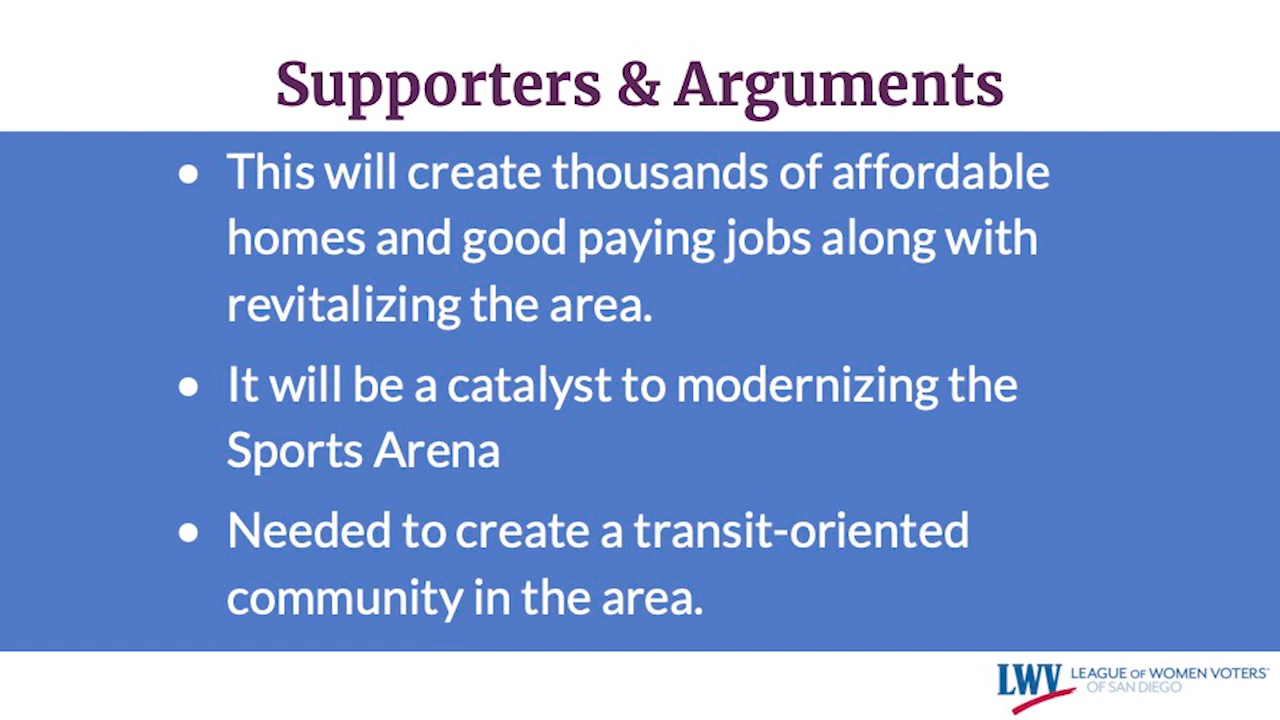 Supporters & Arguments
● This will create thousands of affordable
homes and good paying jobs along with
revitalizing the area.
● It will be a catalyst to modernizing the
Sports Arena
● Needed to create a transit-oriented
community in the area.
LWV LEAGUE OF WOMEN VOTERS®
OF SAN DIEGO